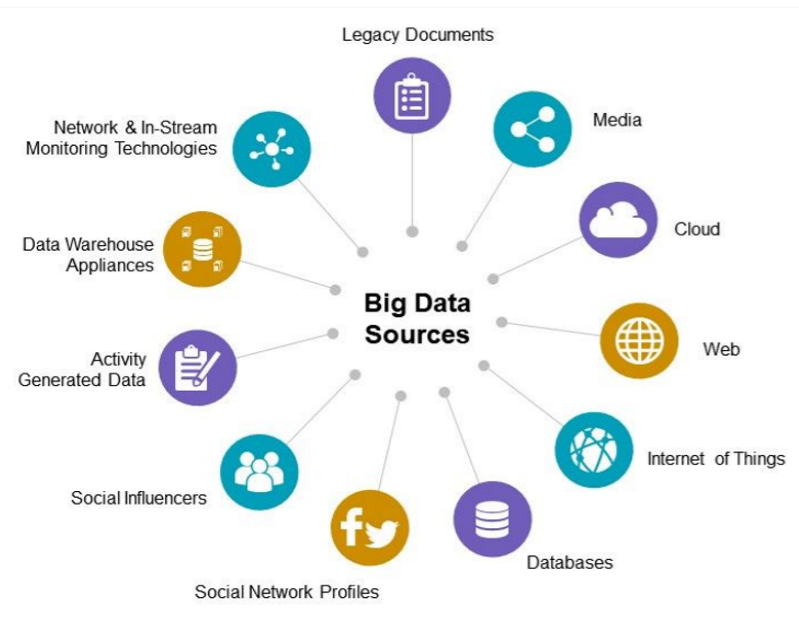 Legacy Documents
Media
Cloud
Web
Internet of Things
Databases
Social Network Profiles
Social Influencers
Activity
Generated Data
Data Warehouse
Appliances
Network & In-Stream
Monitoring Technologies
Big Data
Sources